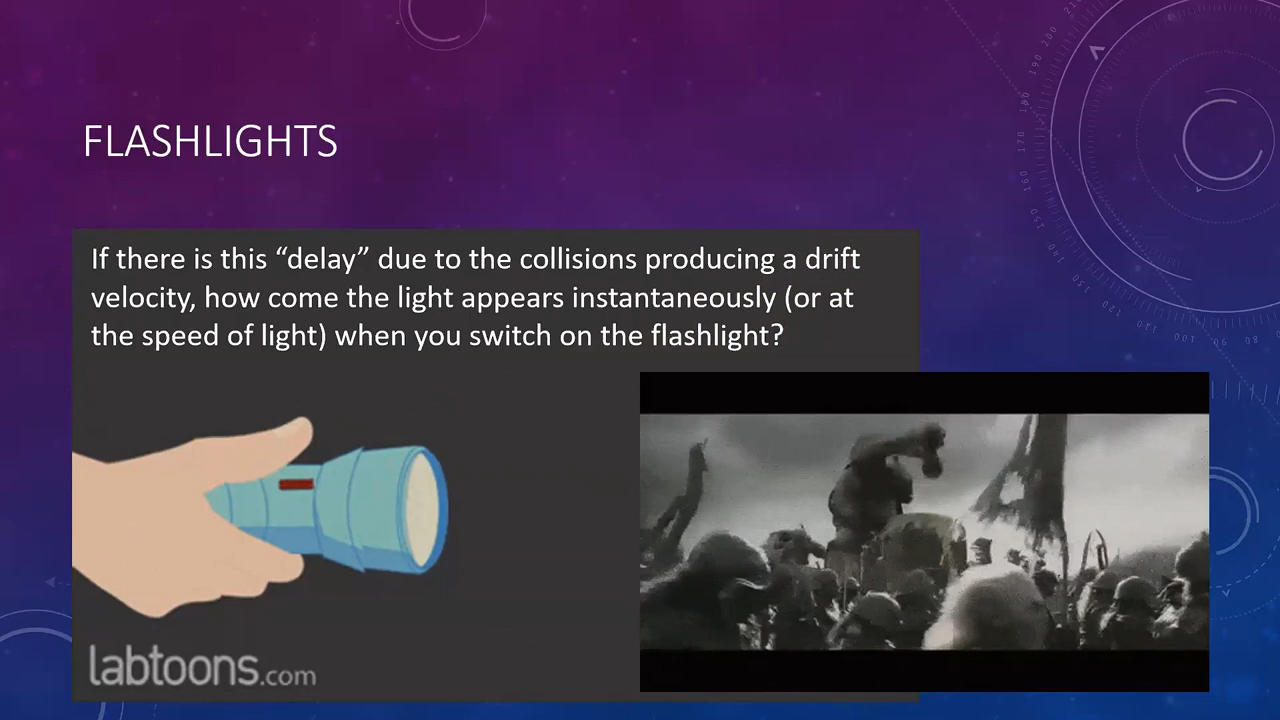 FLASHLIGHTS
If there is this “delay” due to the collisions producing a drift
velocity, how come the light appears instantaneously (or at
the speed of light) when you switch on the flashlight?
labtoons.com